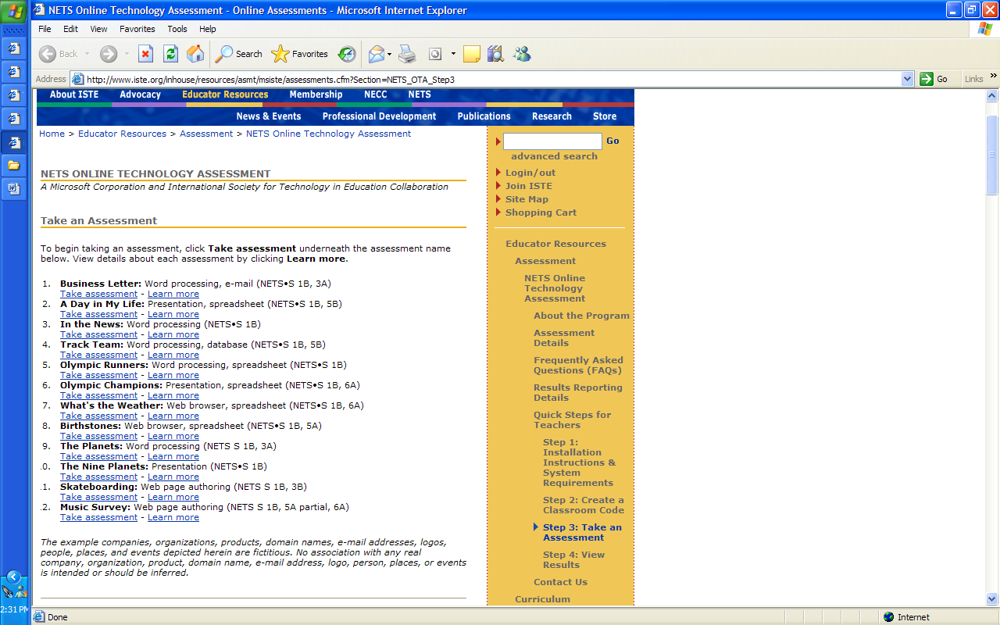 NETS Online Technology Assessment - Online Assessments - Microsoft Internet Explorer
File Edit View Favorites Tools Help
Back Search Favorites
Address http://www.iste.org/inhouse/resources/asmt/msiste/assessments.cfm?Section=NETS_OTA_Step3 Go Links »
About ISTE Advocacy Educator Resources Membership NECC NETS
News & Events Professional Development Publications Research Store
Home > Educator Resources > Assessment > NETS Online Technology Assessment
NETS ONLINE TECHNOLOGY ASSESSMENT
A Microsoft Corporation and International Society for Technology in Education Collaboration
Take an Assessment
To begin taking an assessment, click Take assessment underneath the assessment name
below. View details about each assessment by clicking Learn more.
1. Business Letter: Word processing, e-mail (NETS•S 1B, 3A)
Take assessment - Learn more
2. A Day in My Life: Presentation, spreadsheet (NETS•S 1B, 5B)
Take assessment - Learn more
3. In the News: Word processing (NETS•S 1B)
Take assessment - Learn more
4. Track Team: Word processing, database (NETS•S 1B, 5B)
Take assessment - Learn more
5. Olympic Runners: Word processing, spreadsheet (NETS•S 1B)
Take assessment - Learn more
6. Olympic Champions: Presentation, spreadsheet (NETS•S 1B, 6A)
Take assessment - Learn more
7. What's the Weather: Web browser, spreadsheet (NETS•S 1B, 6A)
Take assessment - Learn more
8. Birthstones: Web browser, spreadsheet (NETS•S 1B, 5A)
Take assessment - Learn more
9. The Planets: Word processing (NETS S 1B, 3A)
Take assessment - Learn more
0. The Nine Planets: Presentation (NETS•S 1B)
Take assessment - Learn more
1. Skateboarding: Web page authoring (NETS S 1B, 3B)
Take assessment - Learn more
2. Music Survey: Web page authoring (NETS S 1B, 5A partial, 6A)
Take assessment - Learn more
The example companies, organizations, products, domain names, e-mail addresses, logos,
people, places, and events depicted herein are fictitious. No association with any real
company, organization, product, domain name, e-mail address, logo, person, places, or events
is intended or should be inferred.
Go
advanced search
Login/out
Join ISTE
Site Map
Shopping Cart
Educator Resources
Assessment
NETS Online
Technology
Assessment
About the Program
Assessment
Details
Frequently Asked
Questions (FAQs)
Results Reporting
Details
Quick Steps for
Teachers
Step 1:
Installation
Instructions &
System
Requirements
Step 2: Create a
Classroom Code
Step 3: Take an
Assessment
Step 4: View
Results
Contact Us
Curriculum
2:31 PM
Done Internet